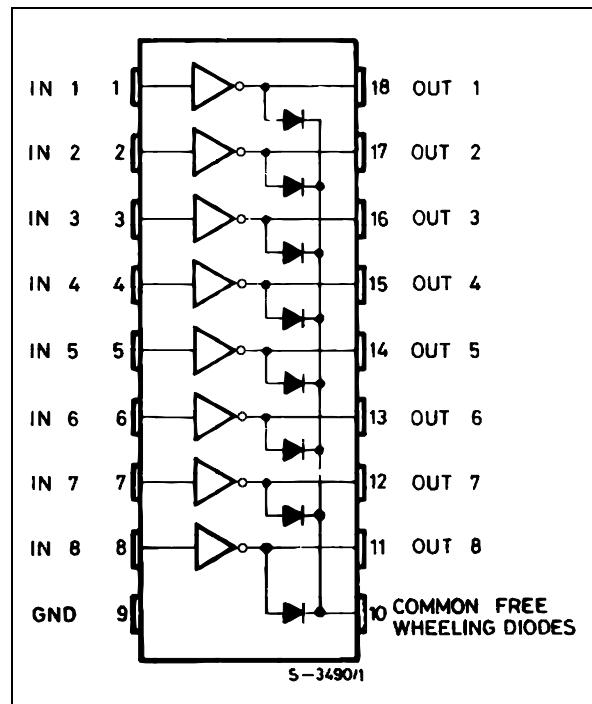 IN 1 1 18 OUT 1
IN 2 2 17 OUT 2
IN 3 3 16 OUT 3
IN 4 4 15 OUT 4
IN 5 5 14 OUT 5
IN 6 6 13 OUT 6
IN 7 7 12 OUT 7
IN 8 8 11 OUT 8
GND 9 10 COMMON FREE
WHEELING DIODES
S-3490/1